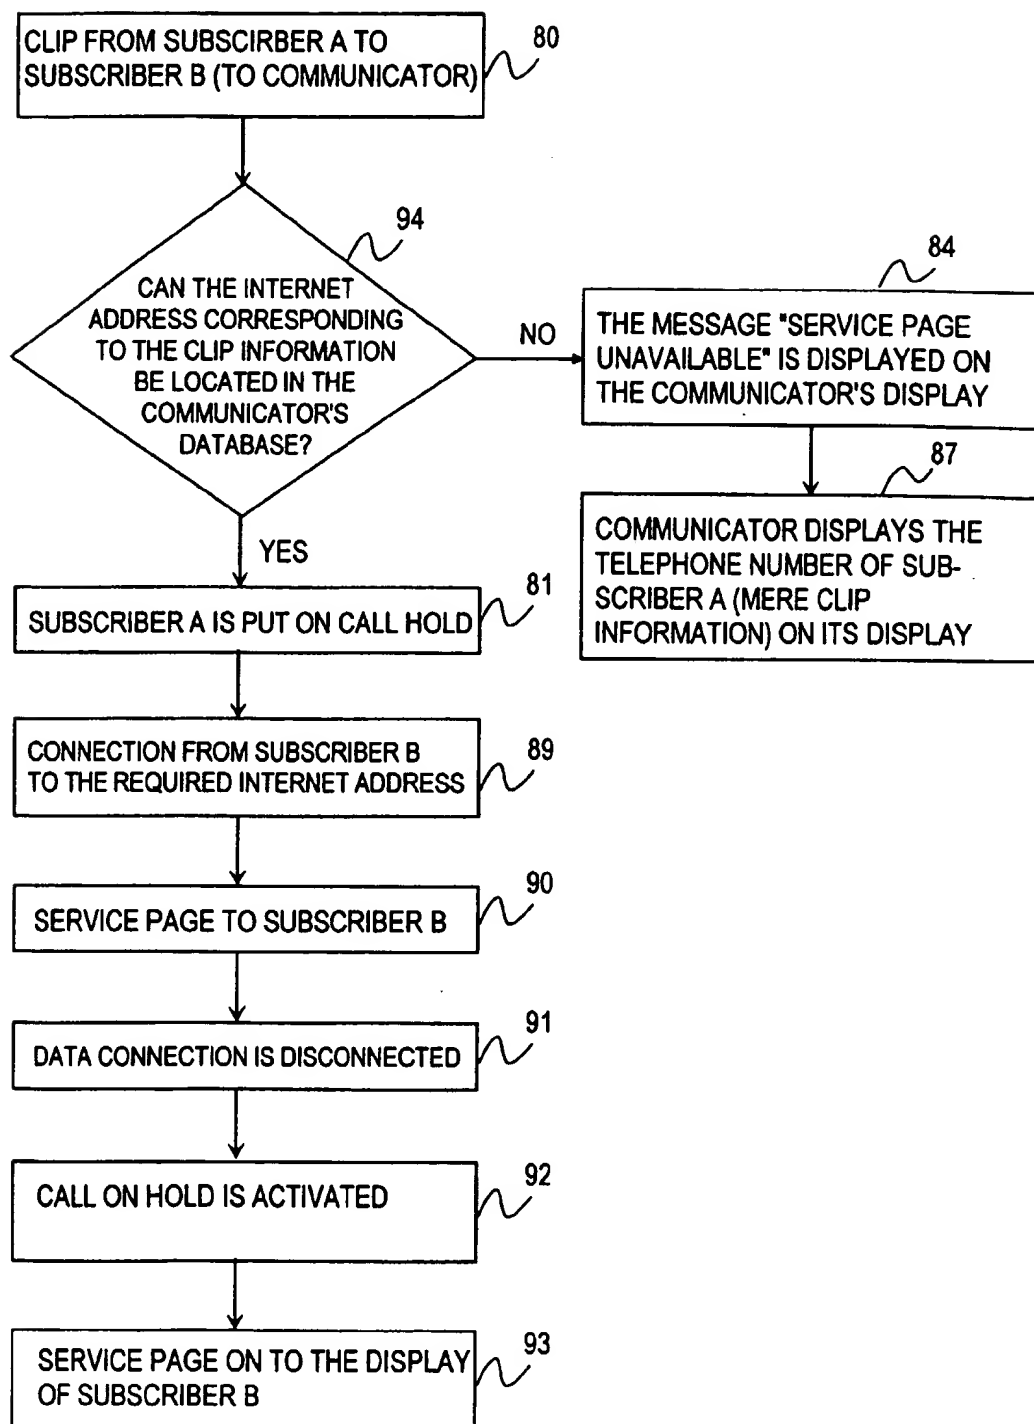 CLIP FROM SUBSCIRBER A TO
SUBSCRIBER B (TO COMMUNICATOR)
80
94
CAN THE INTERNET
ADDRESS CORRESPONDING
TO THE CLIP INFORMATION
BE LOCATED IN THE
COMMUNICATOR'S
DATABASE?
NO
84
THE MESSAGE "SERVICE PAGE
UNAVAILABLE" IS DISPLAYED ON
THE COMMUNICATOR'S DISPLAY
87
COMMUNICATOR DISPLAYS THE
TELEPHONE NUMBER OF SUB-
SCRIBER A (MERE CLIP
INFORMATION) ON ITS DISPLAY
YES
81
SUBSCRIBER A IS PUT ON CALL HOLD
CONNECTION FROM SUBSCRIBER B
TO THE REQUIRED INTERNET ADDRESS
89
90
SERVICE PAGE TO SUBSCRIBER B
91
DATA CONNECTION IS DISCONNECTED
92
CALL ON HOLD IS ACTIVATED
93
SERVICE PAGE ON TO THE DISPLAY
OF SUBSCRIBER B